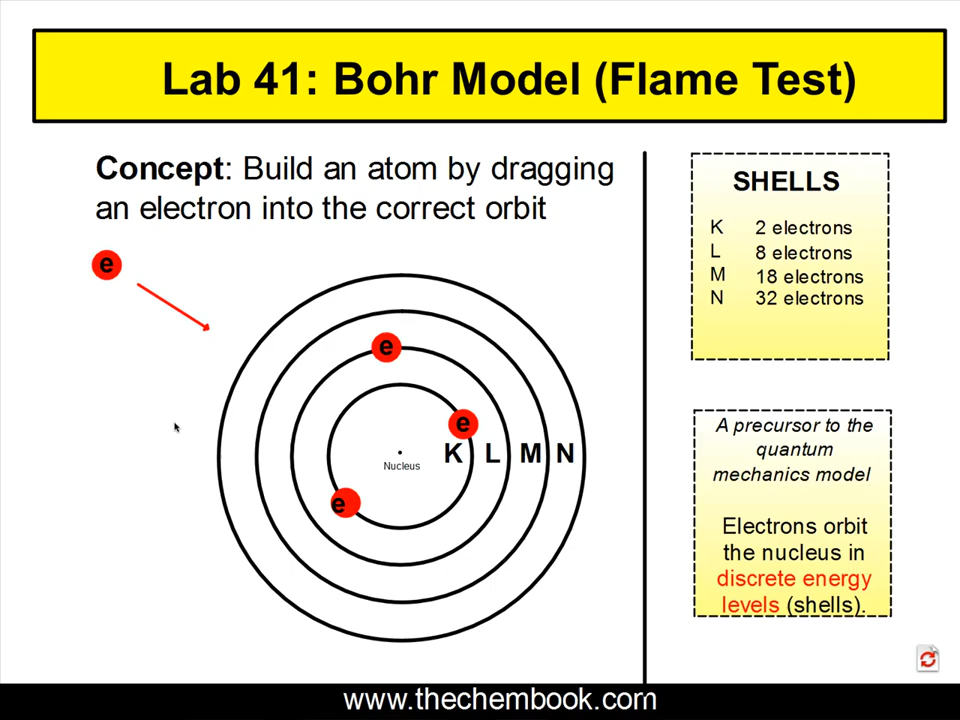 Lab 41: Bohr Model (Flame Test)
Concept: Build an atom by dragging
an electron into the correct orbit
e
e
e
K L M N
Nucleus
e
SHELLS
K 2 electrons
L 8 electrons
M 18 electrons
N 32 electrons
A precursor to the
quantum
mechanics model
Electrons orbit
the nucleus in
discrete energy
levels (shells).
www.thechembook.com